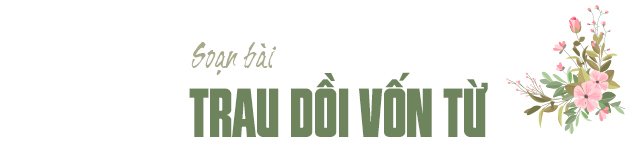 Soạn bài
TRAU DỒI VỐN TỪ